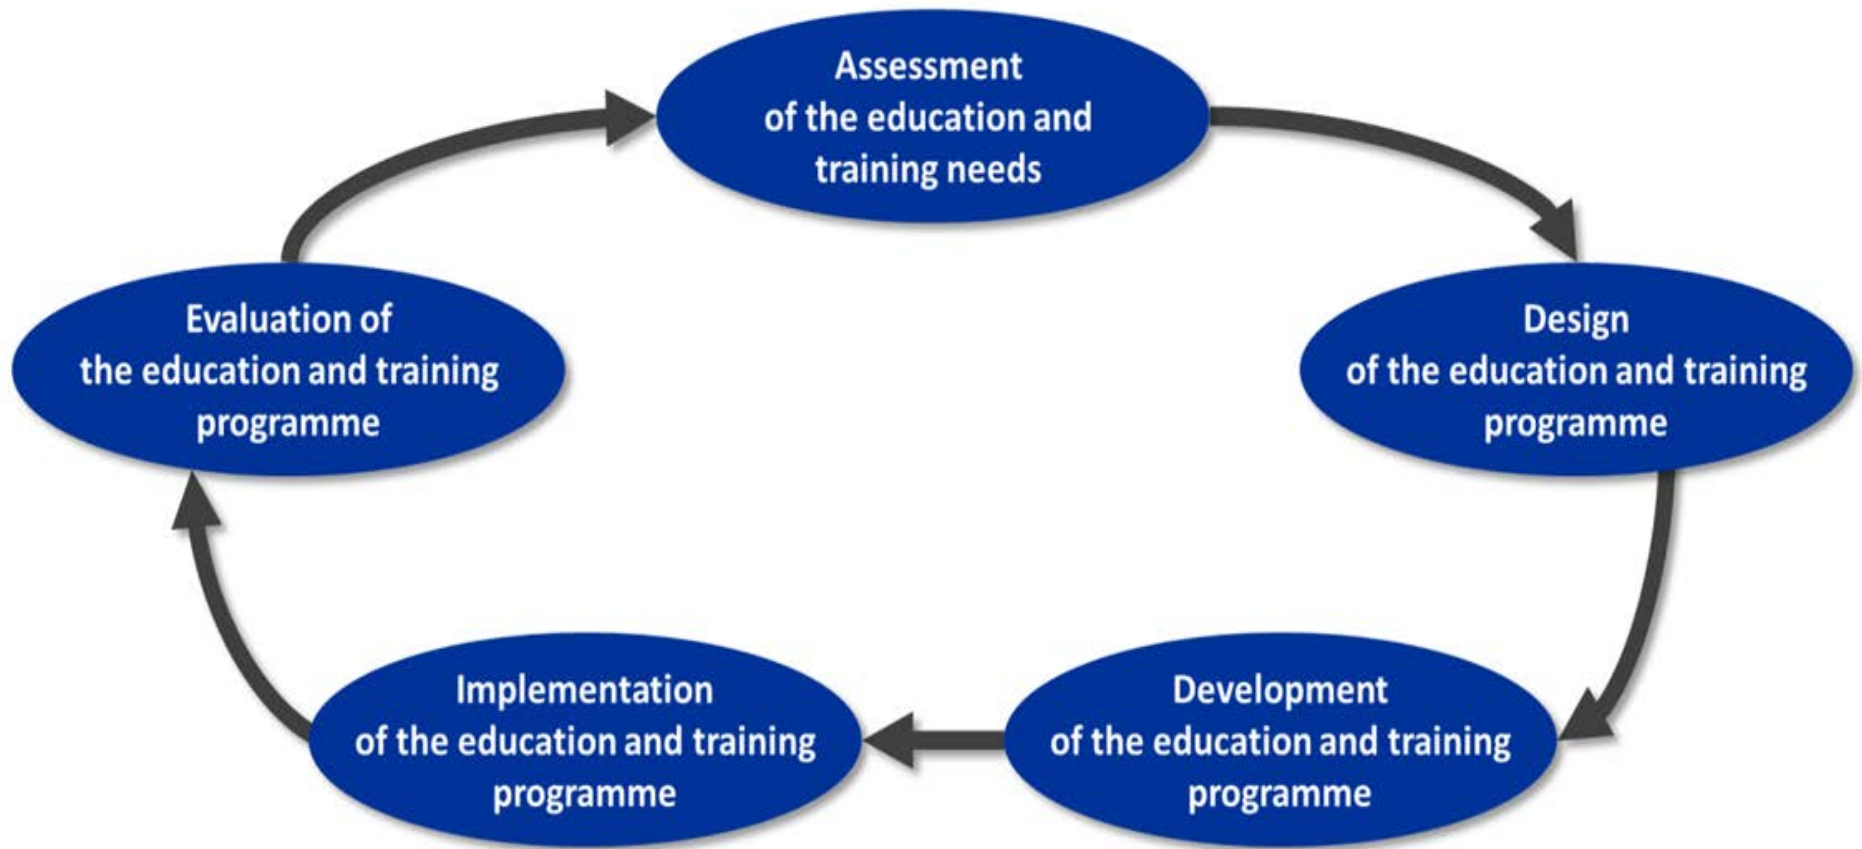 Assessment
of the education and
training needs
Design
of the education and training
programme
Development
of the education and training
programme
Implementation
of the education and training
programme
Evaluation of
the education and training
programme